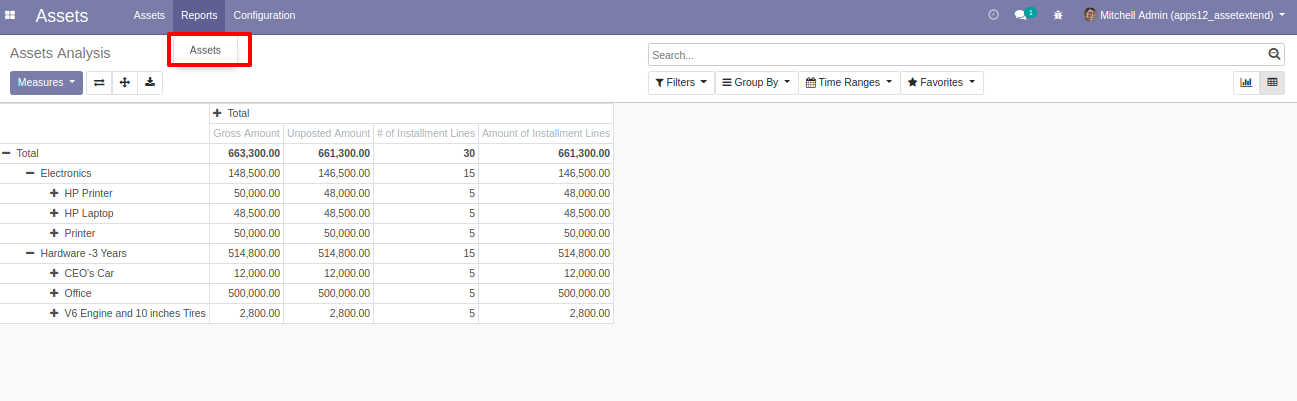 Assets Assets Reports Configuration 1 Mitchell Admin (apps12_assetextend)
Assets
Assets Analysis Search...
Measures Filters Group By Time Ranges Favorites
Total
Gross Amount Unposted Amount # of Installment Lines Amount of Installment Lines
Total 663,300.00 661,300.00 30 661,300.00
Electronics 148,500.00 146,500.00 15 146,500.00
HP Printer 50,000.00 48,000.00 5 48,000.00
HP Laptop 48,500.00 48,500.00 5 48,500.00
Printer 50,000.00 50,000.00 5 50,000.00
Hardware -3 Years 514,800.00 514,800.00 15 514,800.00
CEO's Car 12,000.00 12,000.00 5 12,000.00
Office 500,000.00 500,000.00 5 500,000.00
V6 Engine and 10 inches Tires 2,800.00 2,800.00 5 2,800.00